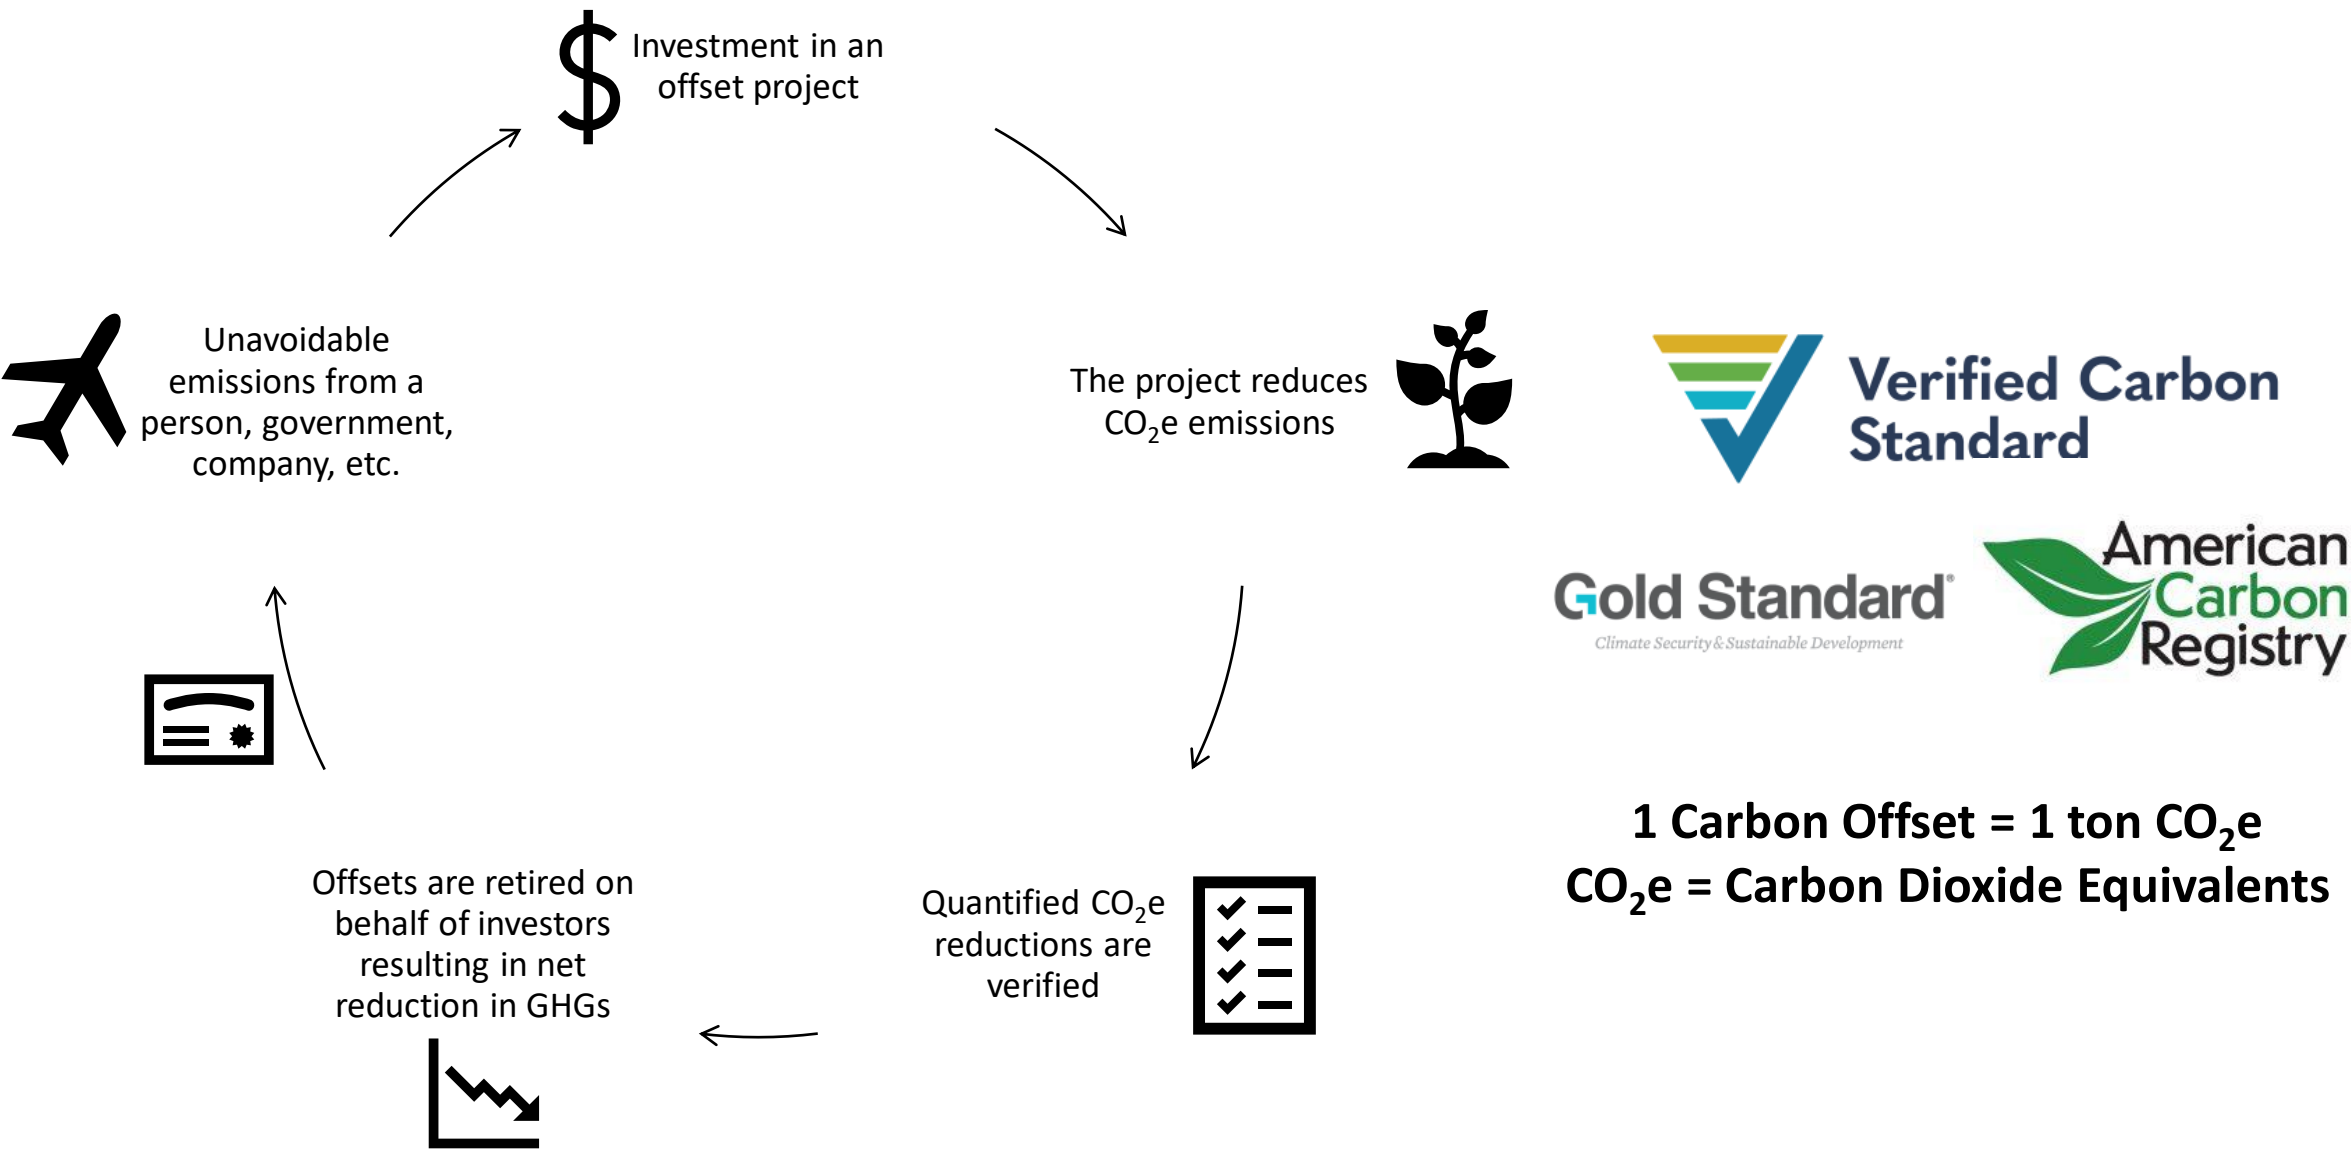 Investment in an
offset project
Unavoidable
emissions from a
person, government,
company, etc.
The project reduces
CO₂e emissions
Verified Carbon
Standard
Gold Standard®
Climate Security & Sustainable Development
American
Carbon
Registry
Offsets are retired on
behalf of investors
resulting in net
reduction in GHGs
Quantified CO₂e
reductions are
verified
1 Carbon Offset = 1 ton CO₂e
CO₂e = Carbon Dioxide Equivalents